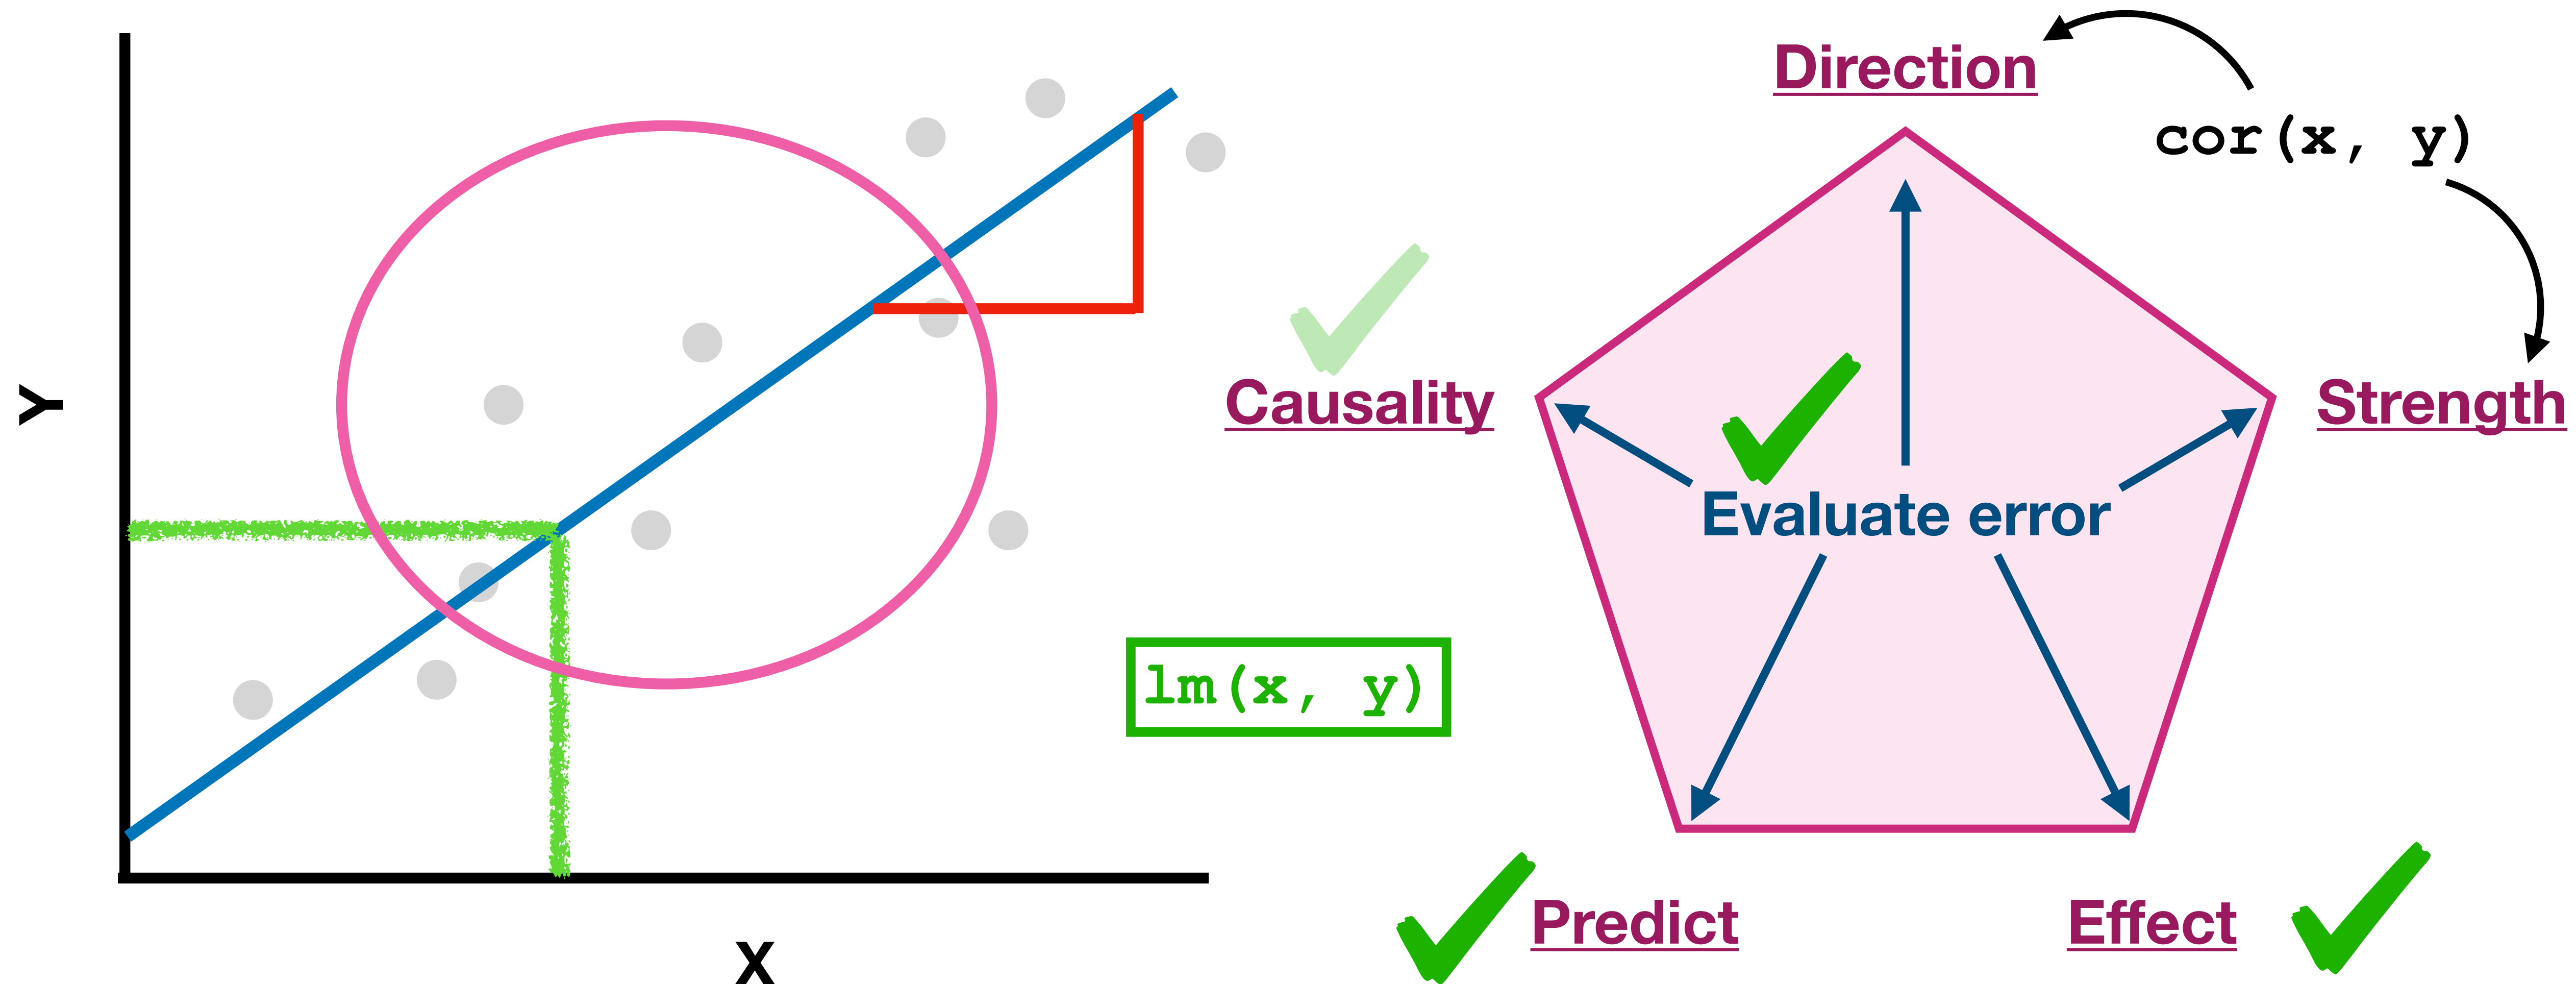 Y
X
Direction
cor(x, y)
Causality
Strength
Evaluate error
lm(x, y)
Predict
Effect